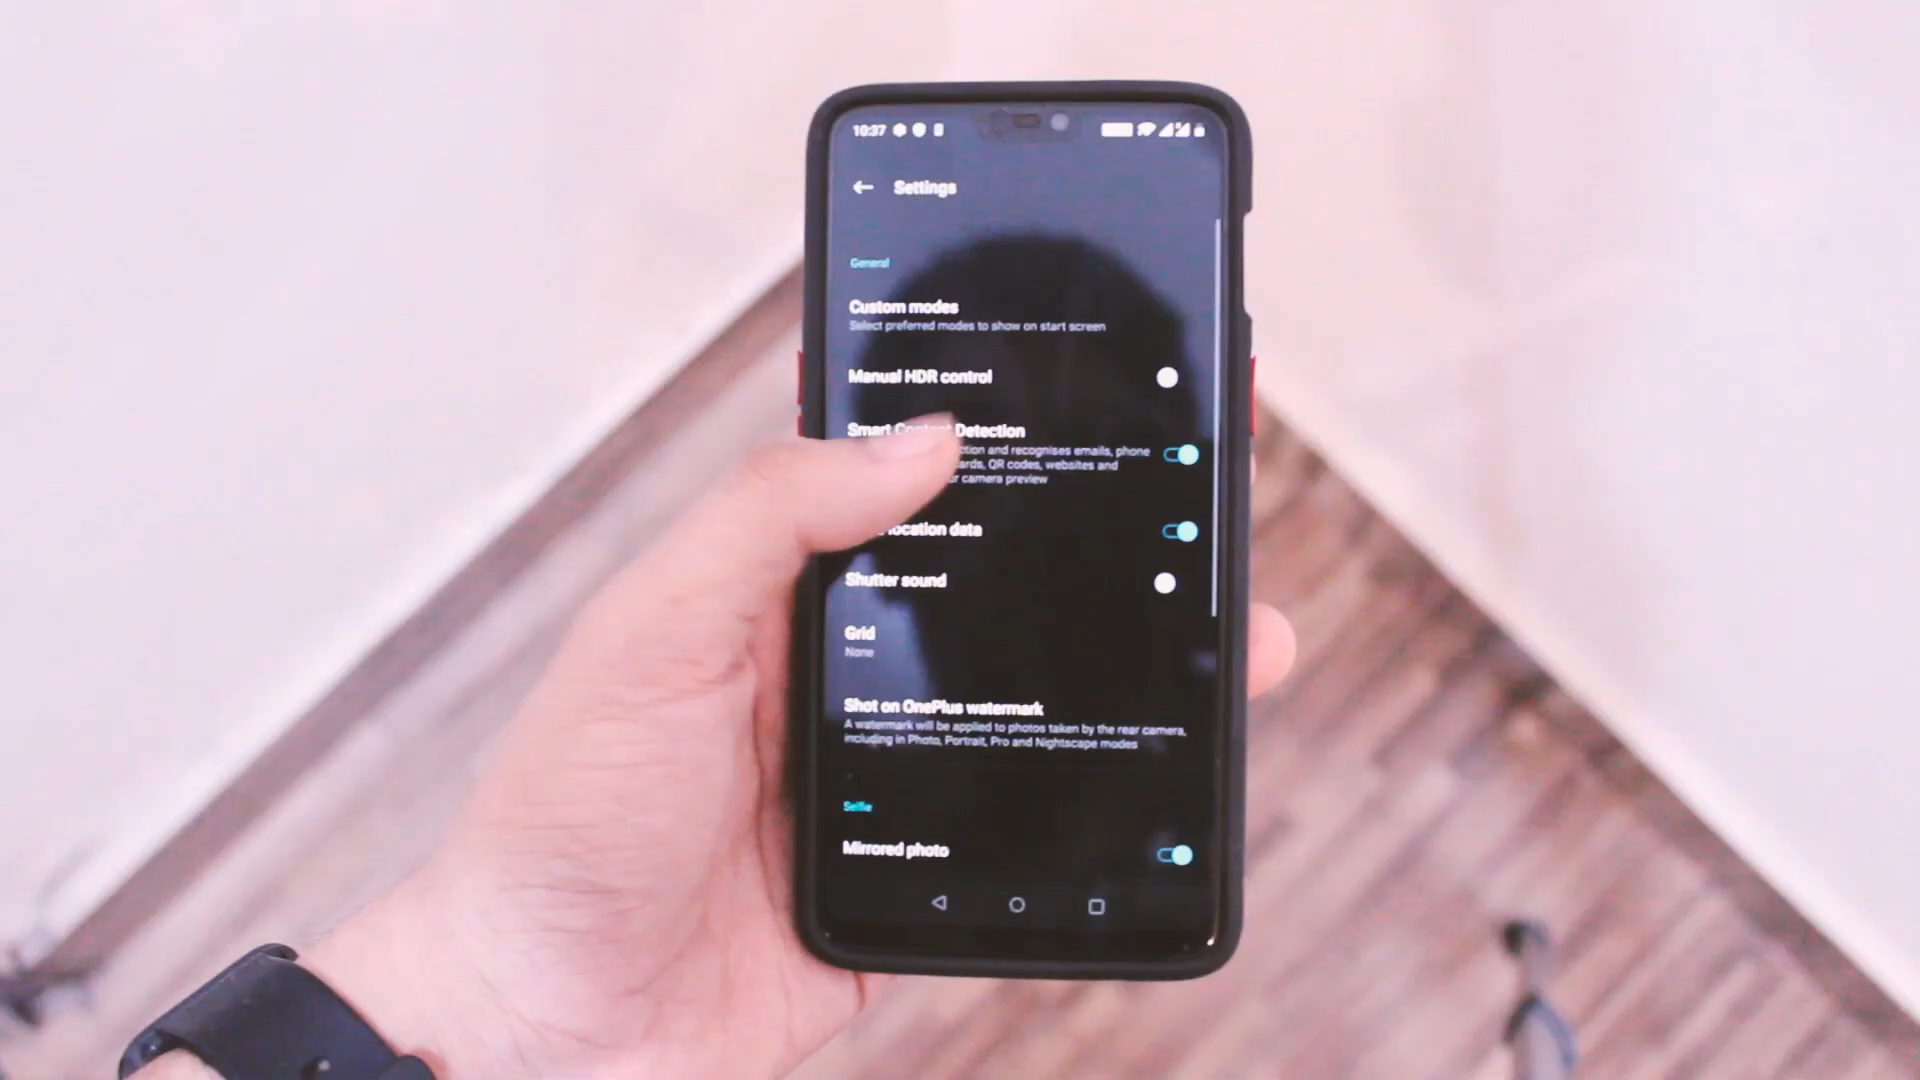 10:37
Settings
General
Custom modes
Select preferred modes to show on start screen
Manual HDR control
Smart Content Detection
and recognises emails, phone
QR codes, websites and
camera preview
location data
Shutter sound
Grid
None
Shot on OnePlus watermark
A watermark will be applied to photos taken by the rear camera,
including in Photo, Portrait, Pro and Nightscape modes
Selfie
Mirrored photo